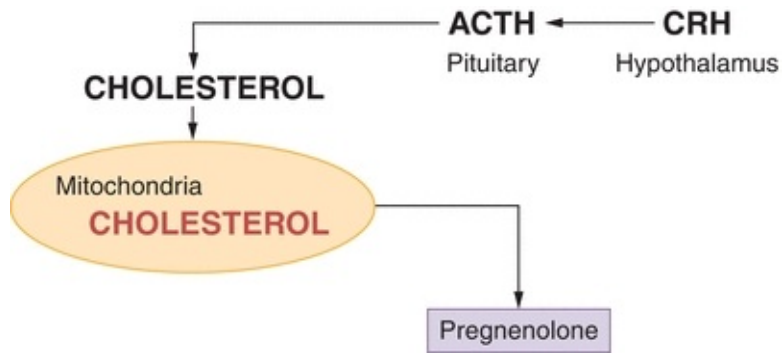 ACTH
CRH
Pituitary
Hypothalamus
CHOLESTEROL
Mitochondria
CHOLESTEROL
Pregnenolone